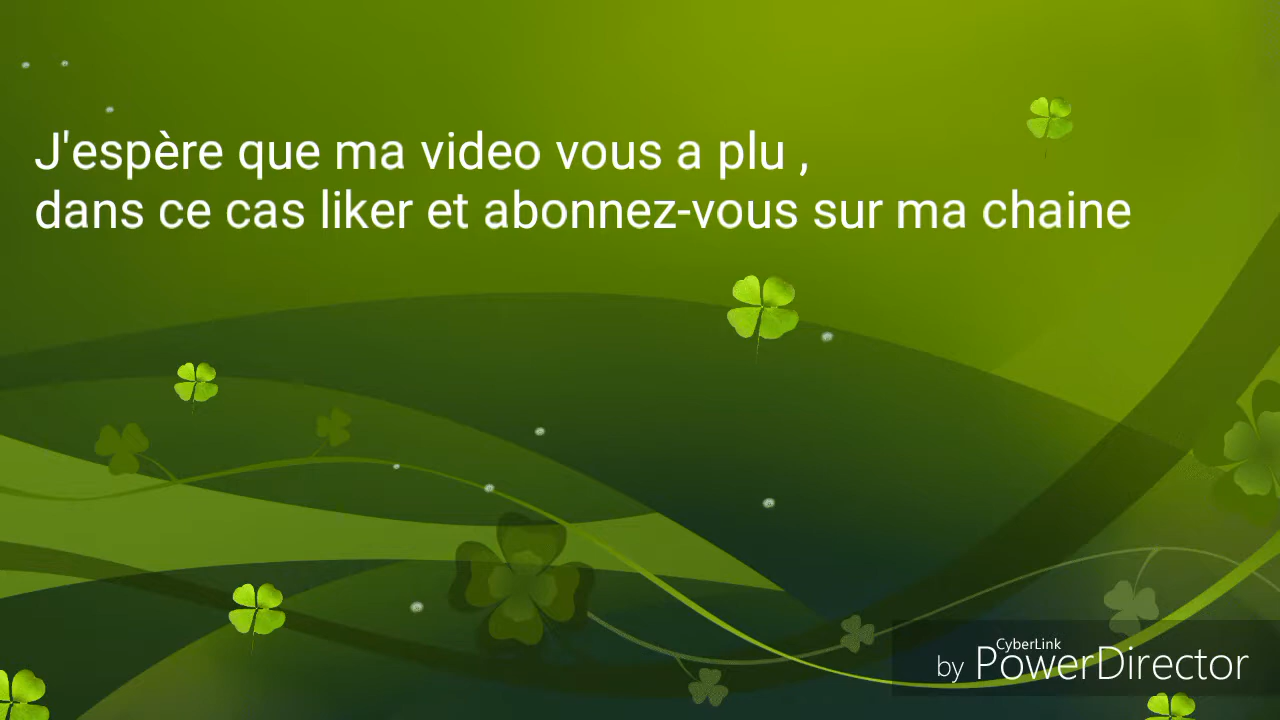 J'espère que ma video vous a plu ,
dans ce cas liker et abonnez-vous sur ma chaine
CyberLink
by PowerDirector